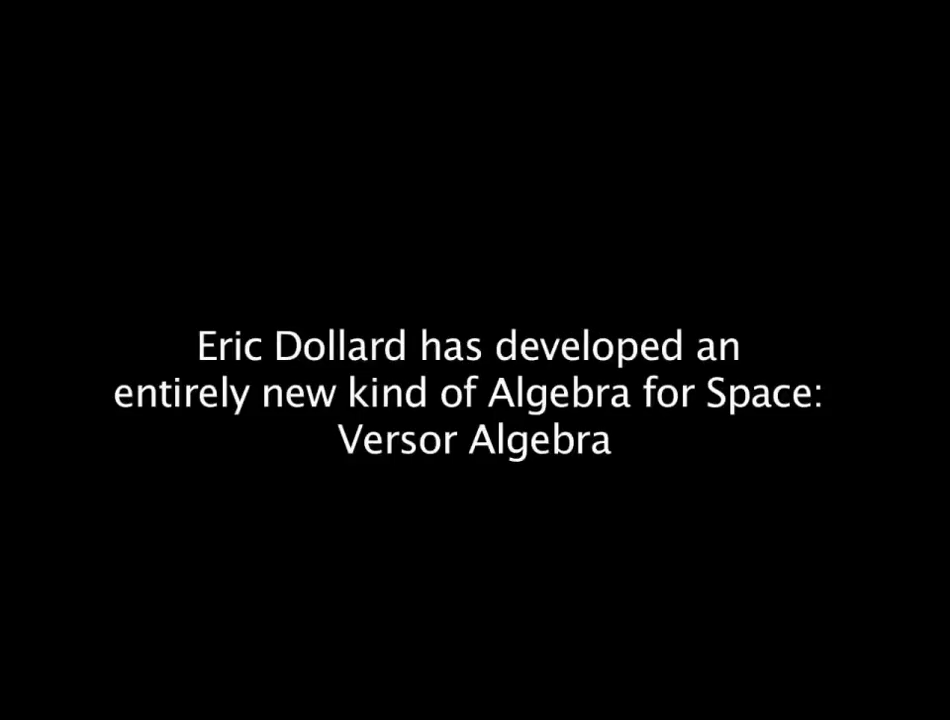 Eric Dollard has developed an
entirely new kind of Algebra for Space:
Versor Algebra